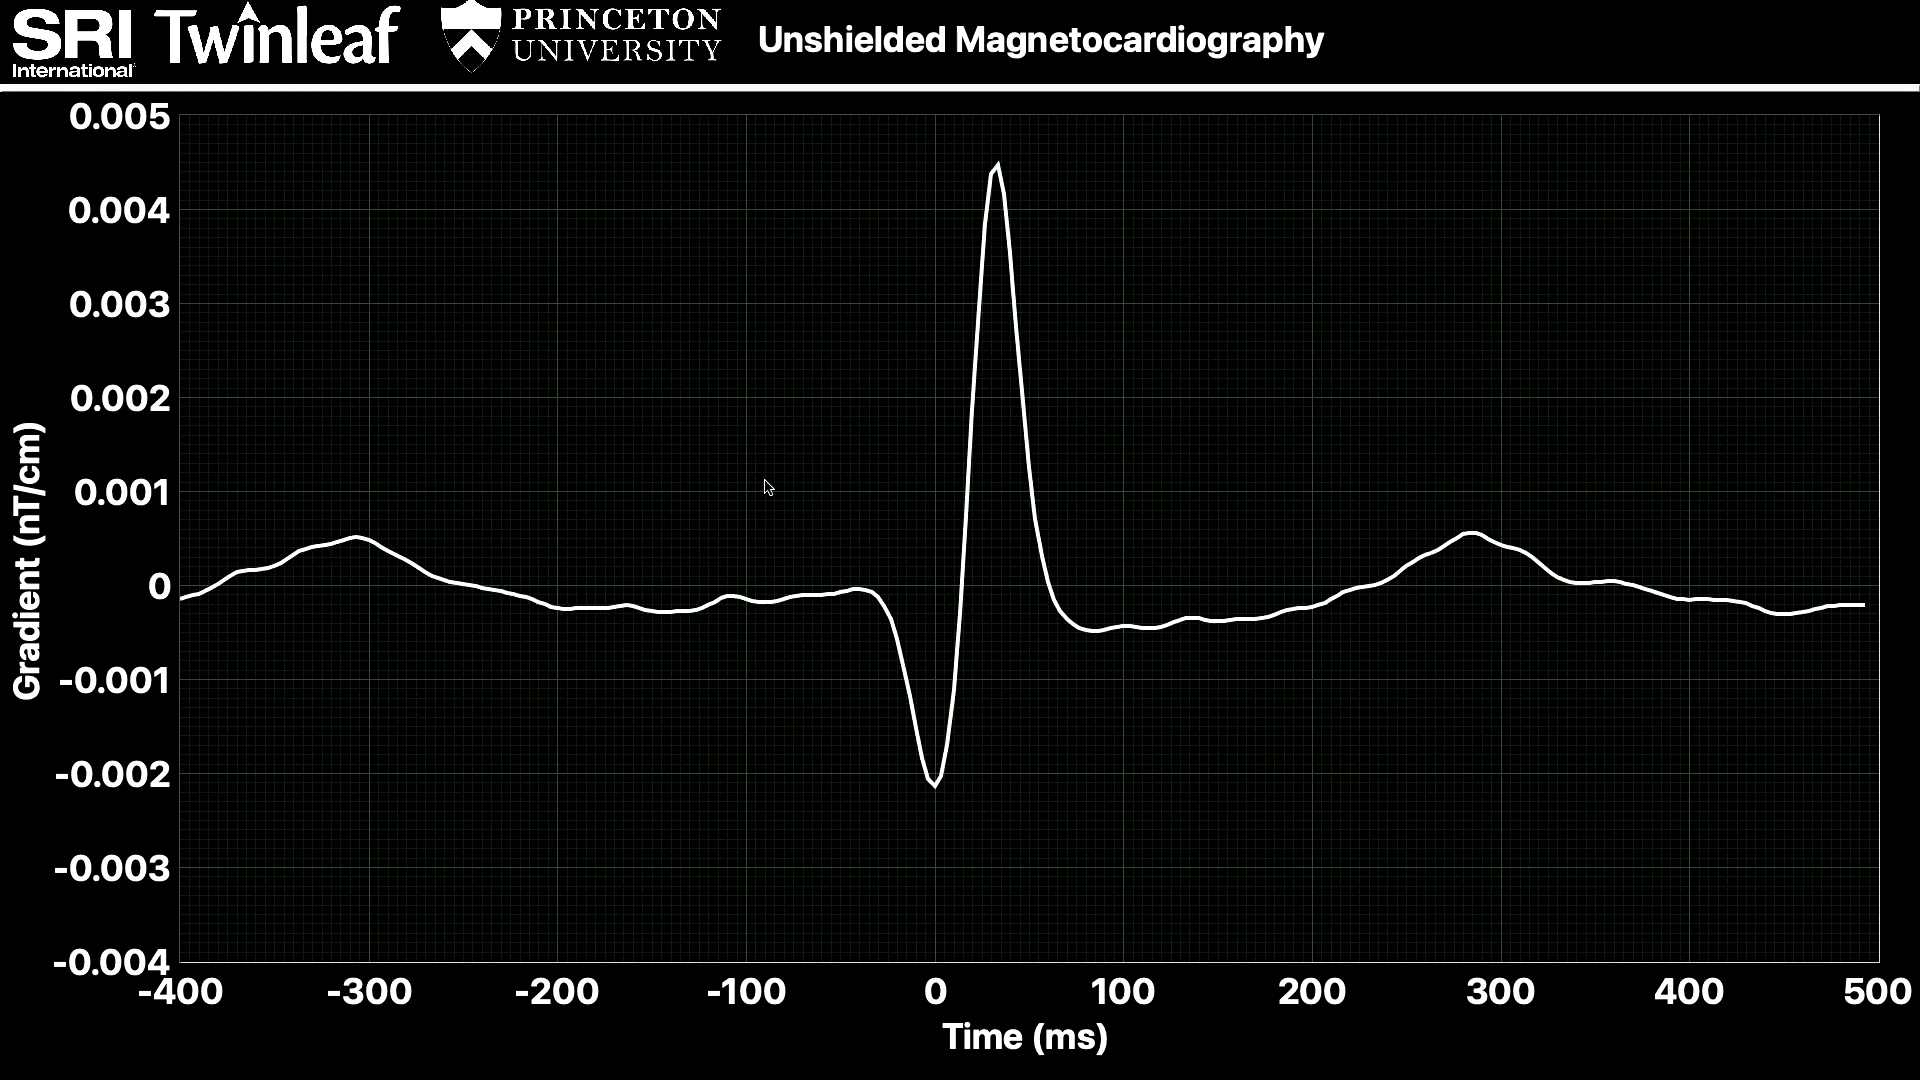 SRI
International
Twinleaf
PRINCETON
UNIVERSITY
Unshielded Magnetocardiography
0.005
0.004
0.003
0.002
0.001
0
-0.001
-0.002
-0.003
-0.004
Gradient (nT/cm)
-400 -300 -200 -100 0 100 200 300 400 500
Time (ms)